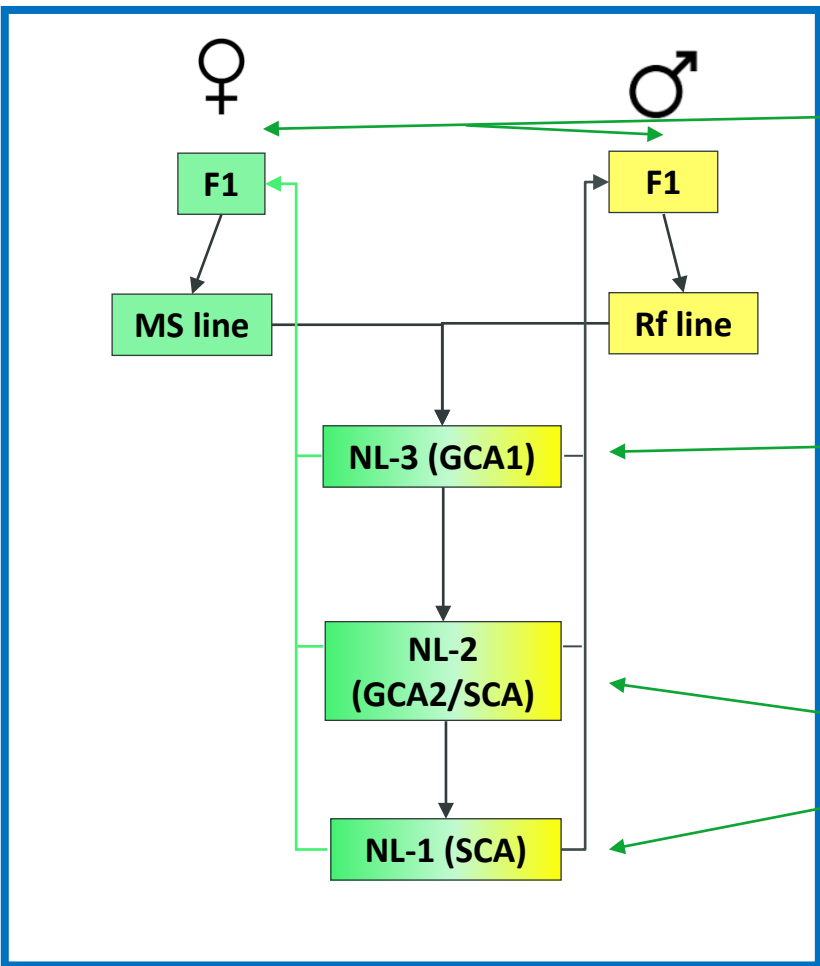 F1
F1
MS line
Rf line
NL-3 (GCA1)
NL-2
(GCA2/SCA)
NL-1 (SCA)